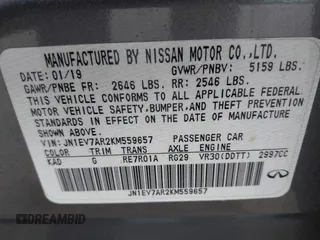 MANUFACTURED BY NISSAN MOTOR CO.,LTD.
DATE: 01/19 GVWR/PNBV: 5159 LBS.
GAWR/PNBE FR: 2646 LBS. RR: 2546 LBS.
THIS VEHICLE CONFORMS TO ALL APPLICABLE FEDERAL
MOTOR VEHICLE SAFETY,BUMPER,AND THEFT PREVENTION
STANDARDS IN EFFECT ON THE DATE OF MANUFACTURE
SHOWN ABOVE.
VIN:JN1EV7AR2KM559657 PASSENGER CAR
COLOR TRIM TRANS AXLE ENGINE
KAD G RE7R01A RG29 VR30(DDTT) 2997CC
JN1EV7AR2KM559657
INFINITI
DREAMBID